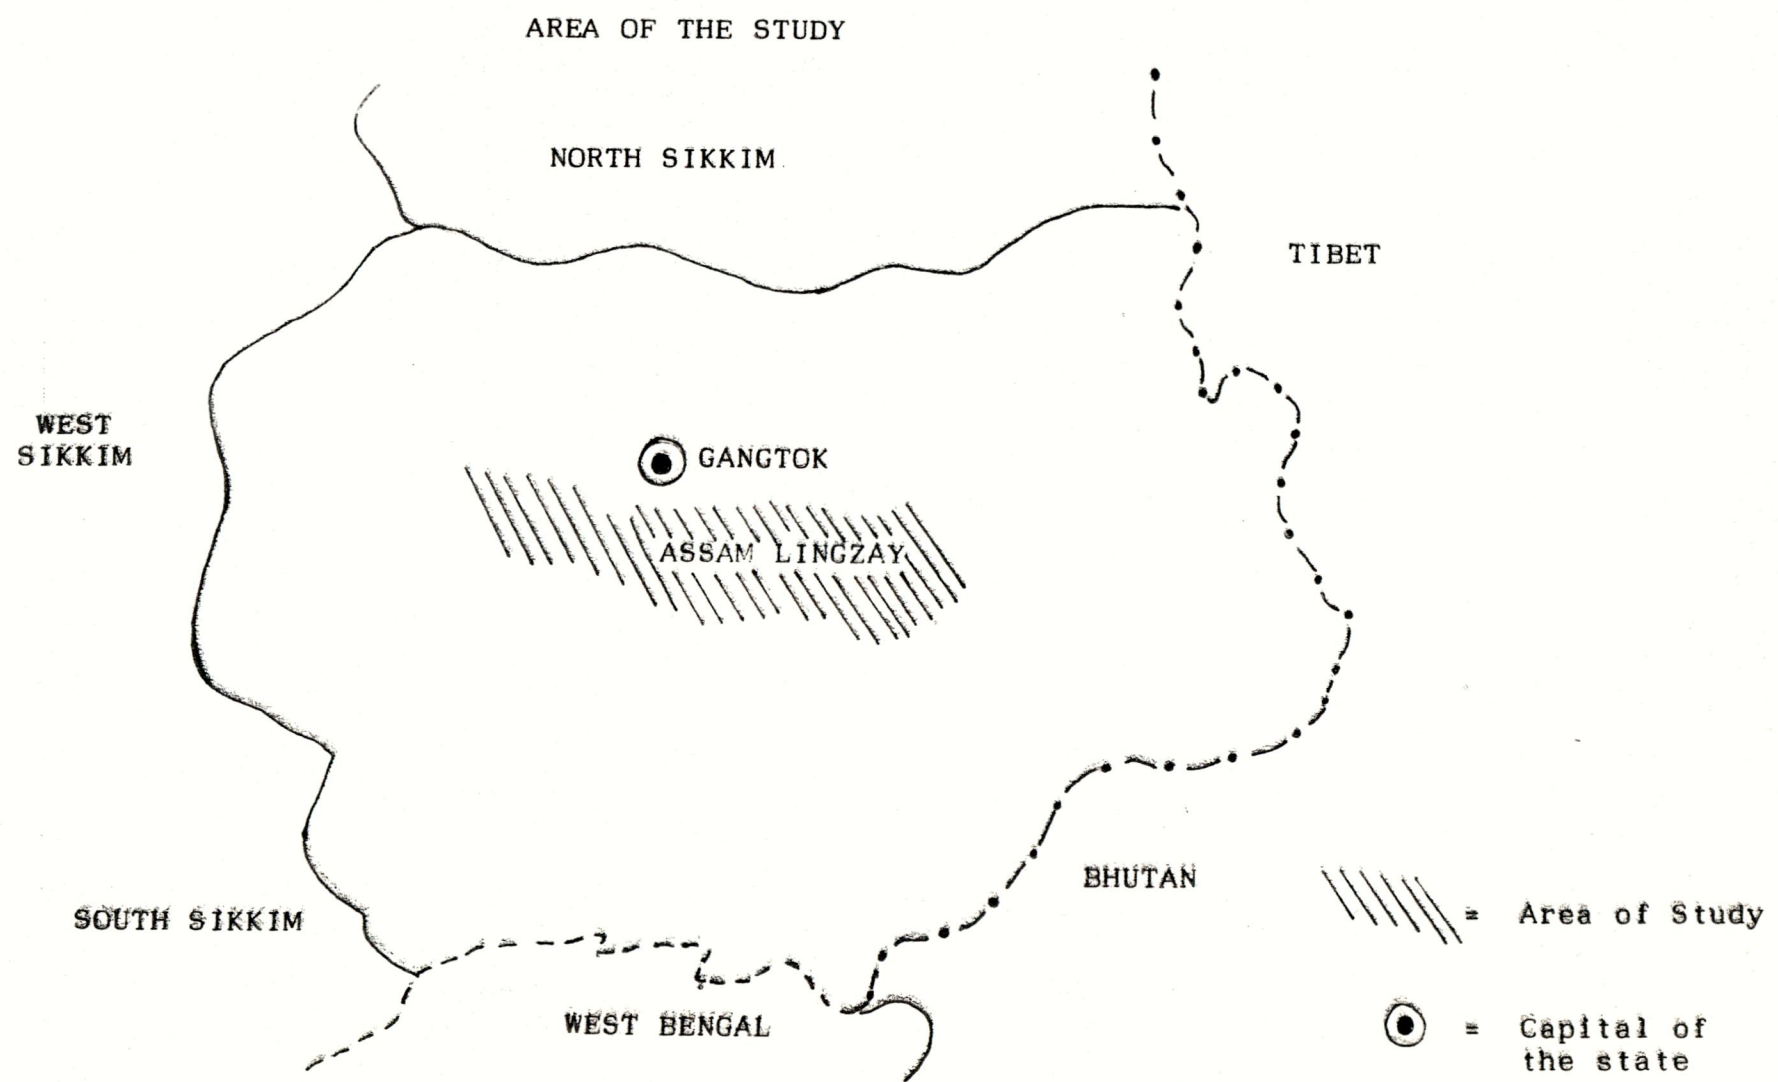 AREA OF THE STUDY
NORTH SIKKIM
TIBET
WEST
SIKKIM
GANGTOK
ASSAM LINGZAY
BHUTAN
SOUTH SIKKIM
= Area of Study
WEST BENGAL
= Capital of
the state